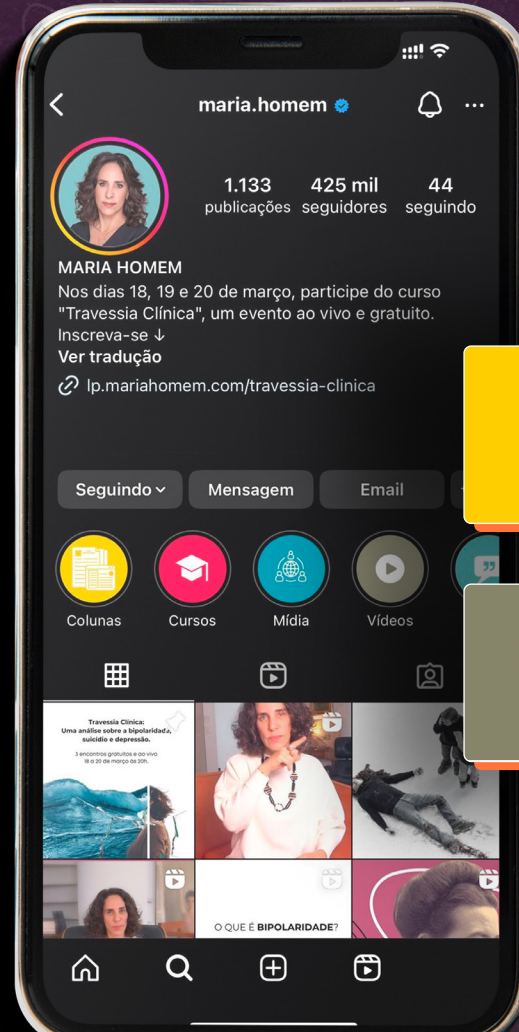 maria.homem
1.133 425 mil 44
publicações seguidores seguindo
MARIA HOMEM
Nos dias 18, 19 e 20 de março, participe do curso
"Travessia Clínica", um evento ao vivo e gratuito.
Inscreva-se ↓
Ver tradução
lp.mariahomem.com/travessia-clinica
Seguindo Mensagem Email
Colunas Cursos Mídia Vídeos
Travessia Clínica:
Uma análise sobre a bipolaridade,
suicídio e depressão.
3 encontros gratuitos e ao vivo
18 a 20 de março às 20h.
O QUE É BIPOLARIDADE?